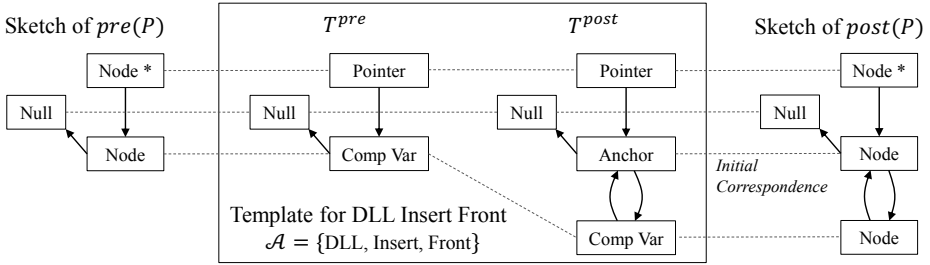 Sketch of pre(P)
T^pre
T^post
Sketch of post(P)
Node *
Pointer
Pointer
Node *
Null
Null
Null
Null
Node
Comp Var
Anchor
Node
Initial
Correspondence
Template for DLL Insert Front
𝒜 = {DLL, Insert, Front}
Comp Var
Node